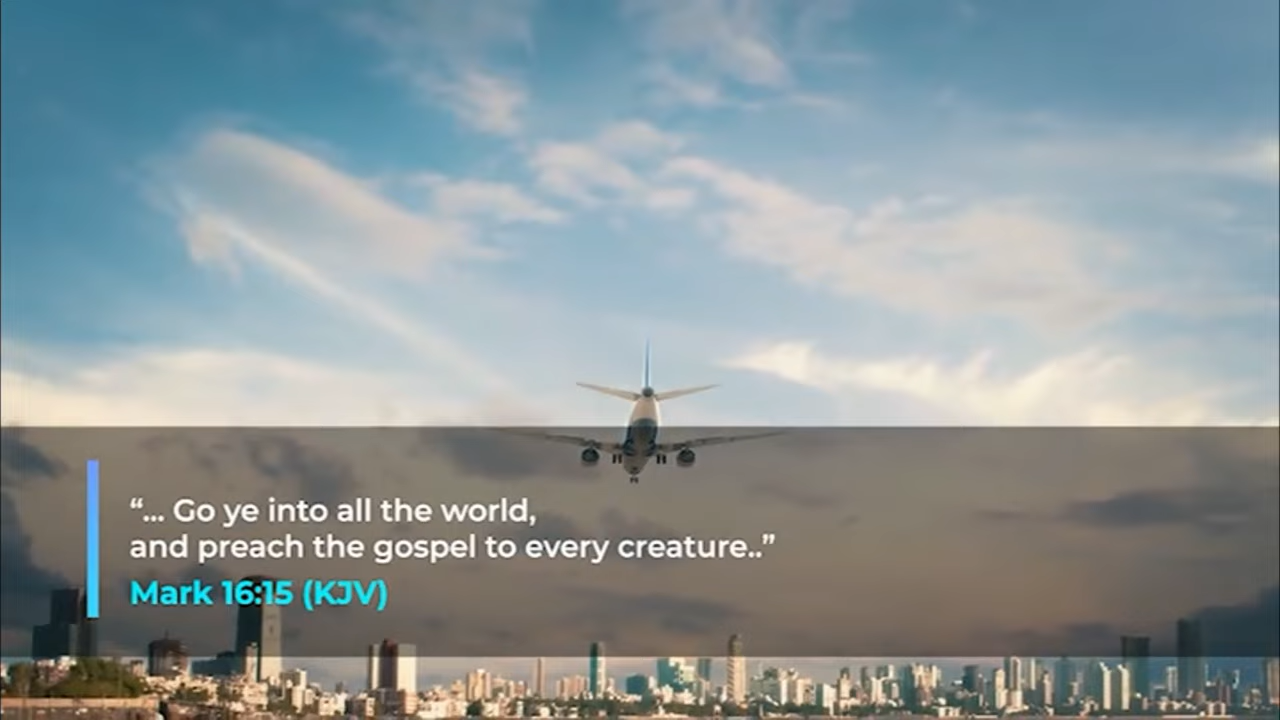 “... Go ye into all the world,
and preach the gospel to every creature..”
Mark 16:15 (KJV)